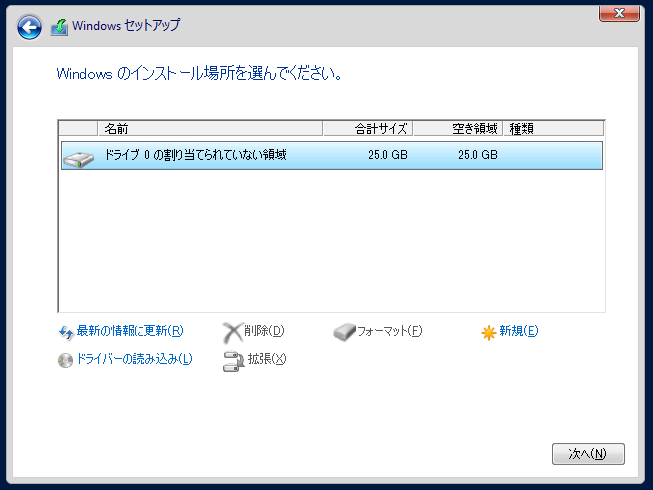 Windows セットアップ
Windows のインストール場所を選んでください。
名前 合計サイズ 空き領域 種類
ドライブ 0 の割り当てられていない領域 25.0 GB 25.0 GB
最新の情報に更新(R) 削除(D) フォーマット(F) 新規(E)
ドライバーの読み込み(L) 拡張(X)
次へ(N)